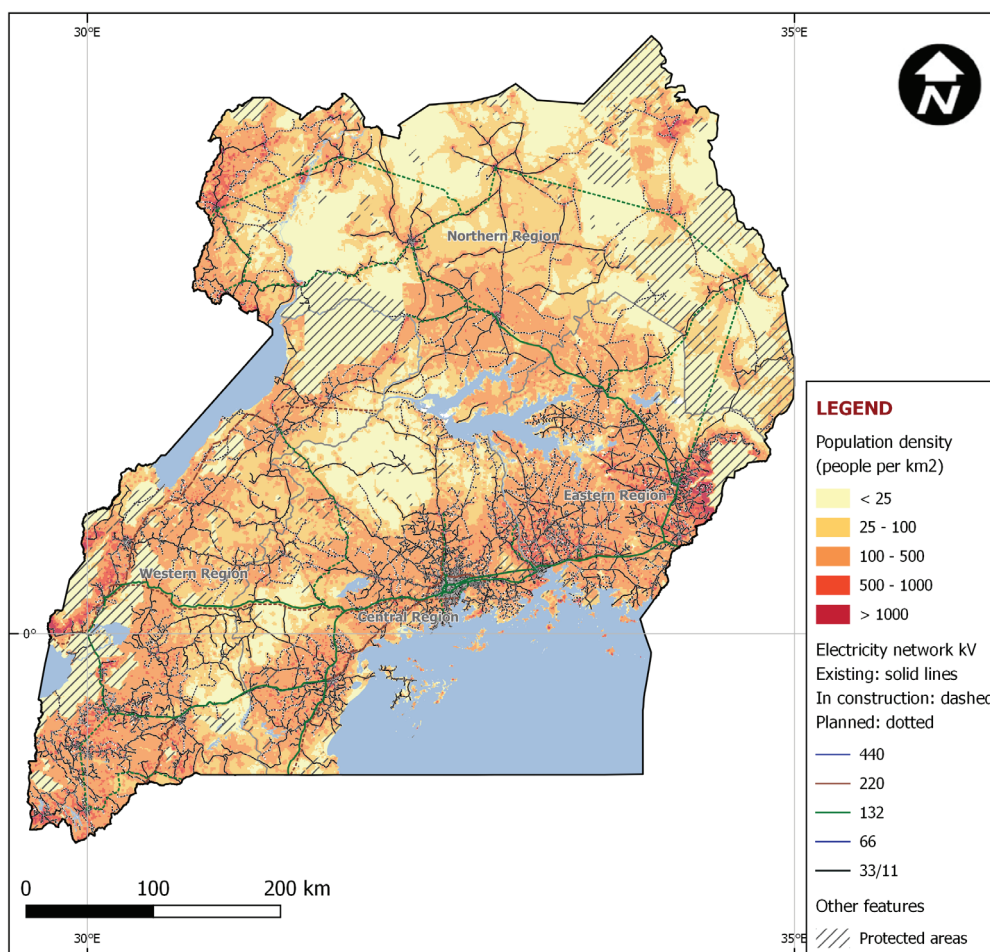 30°E
35°E
N
Northern Region
Eastern Region
Western Region
Central Region
0°
LEGEND
Population density
(people per km2)
< 25
25 - 100
100 - 500
500 - 1000
> 1000
Electricity network kV
Existing: solid lines
In construction: dashed
Planned: dotted
440
220
132
66
33/11
Other features
Protected areas
0 100 200 km
30°E
35°E